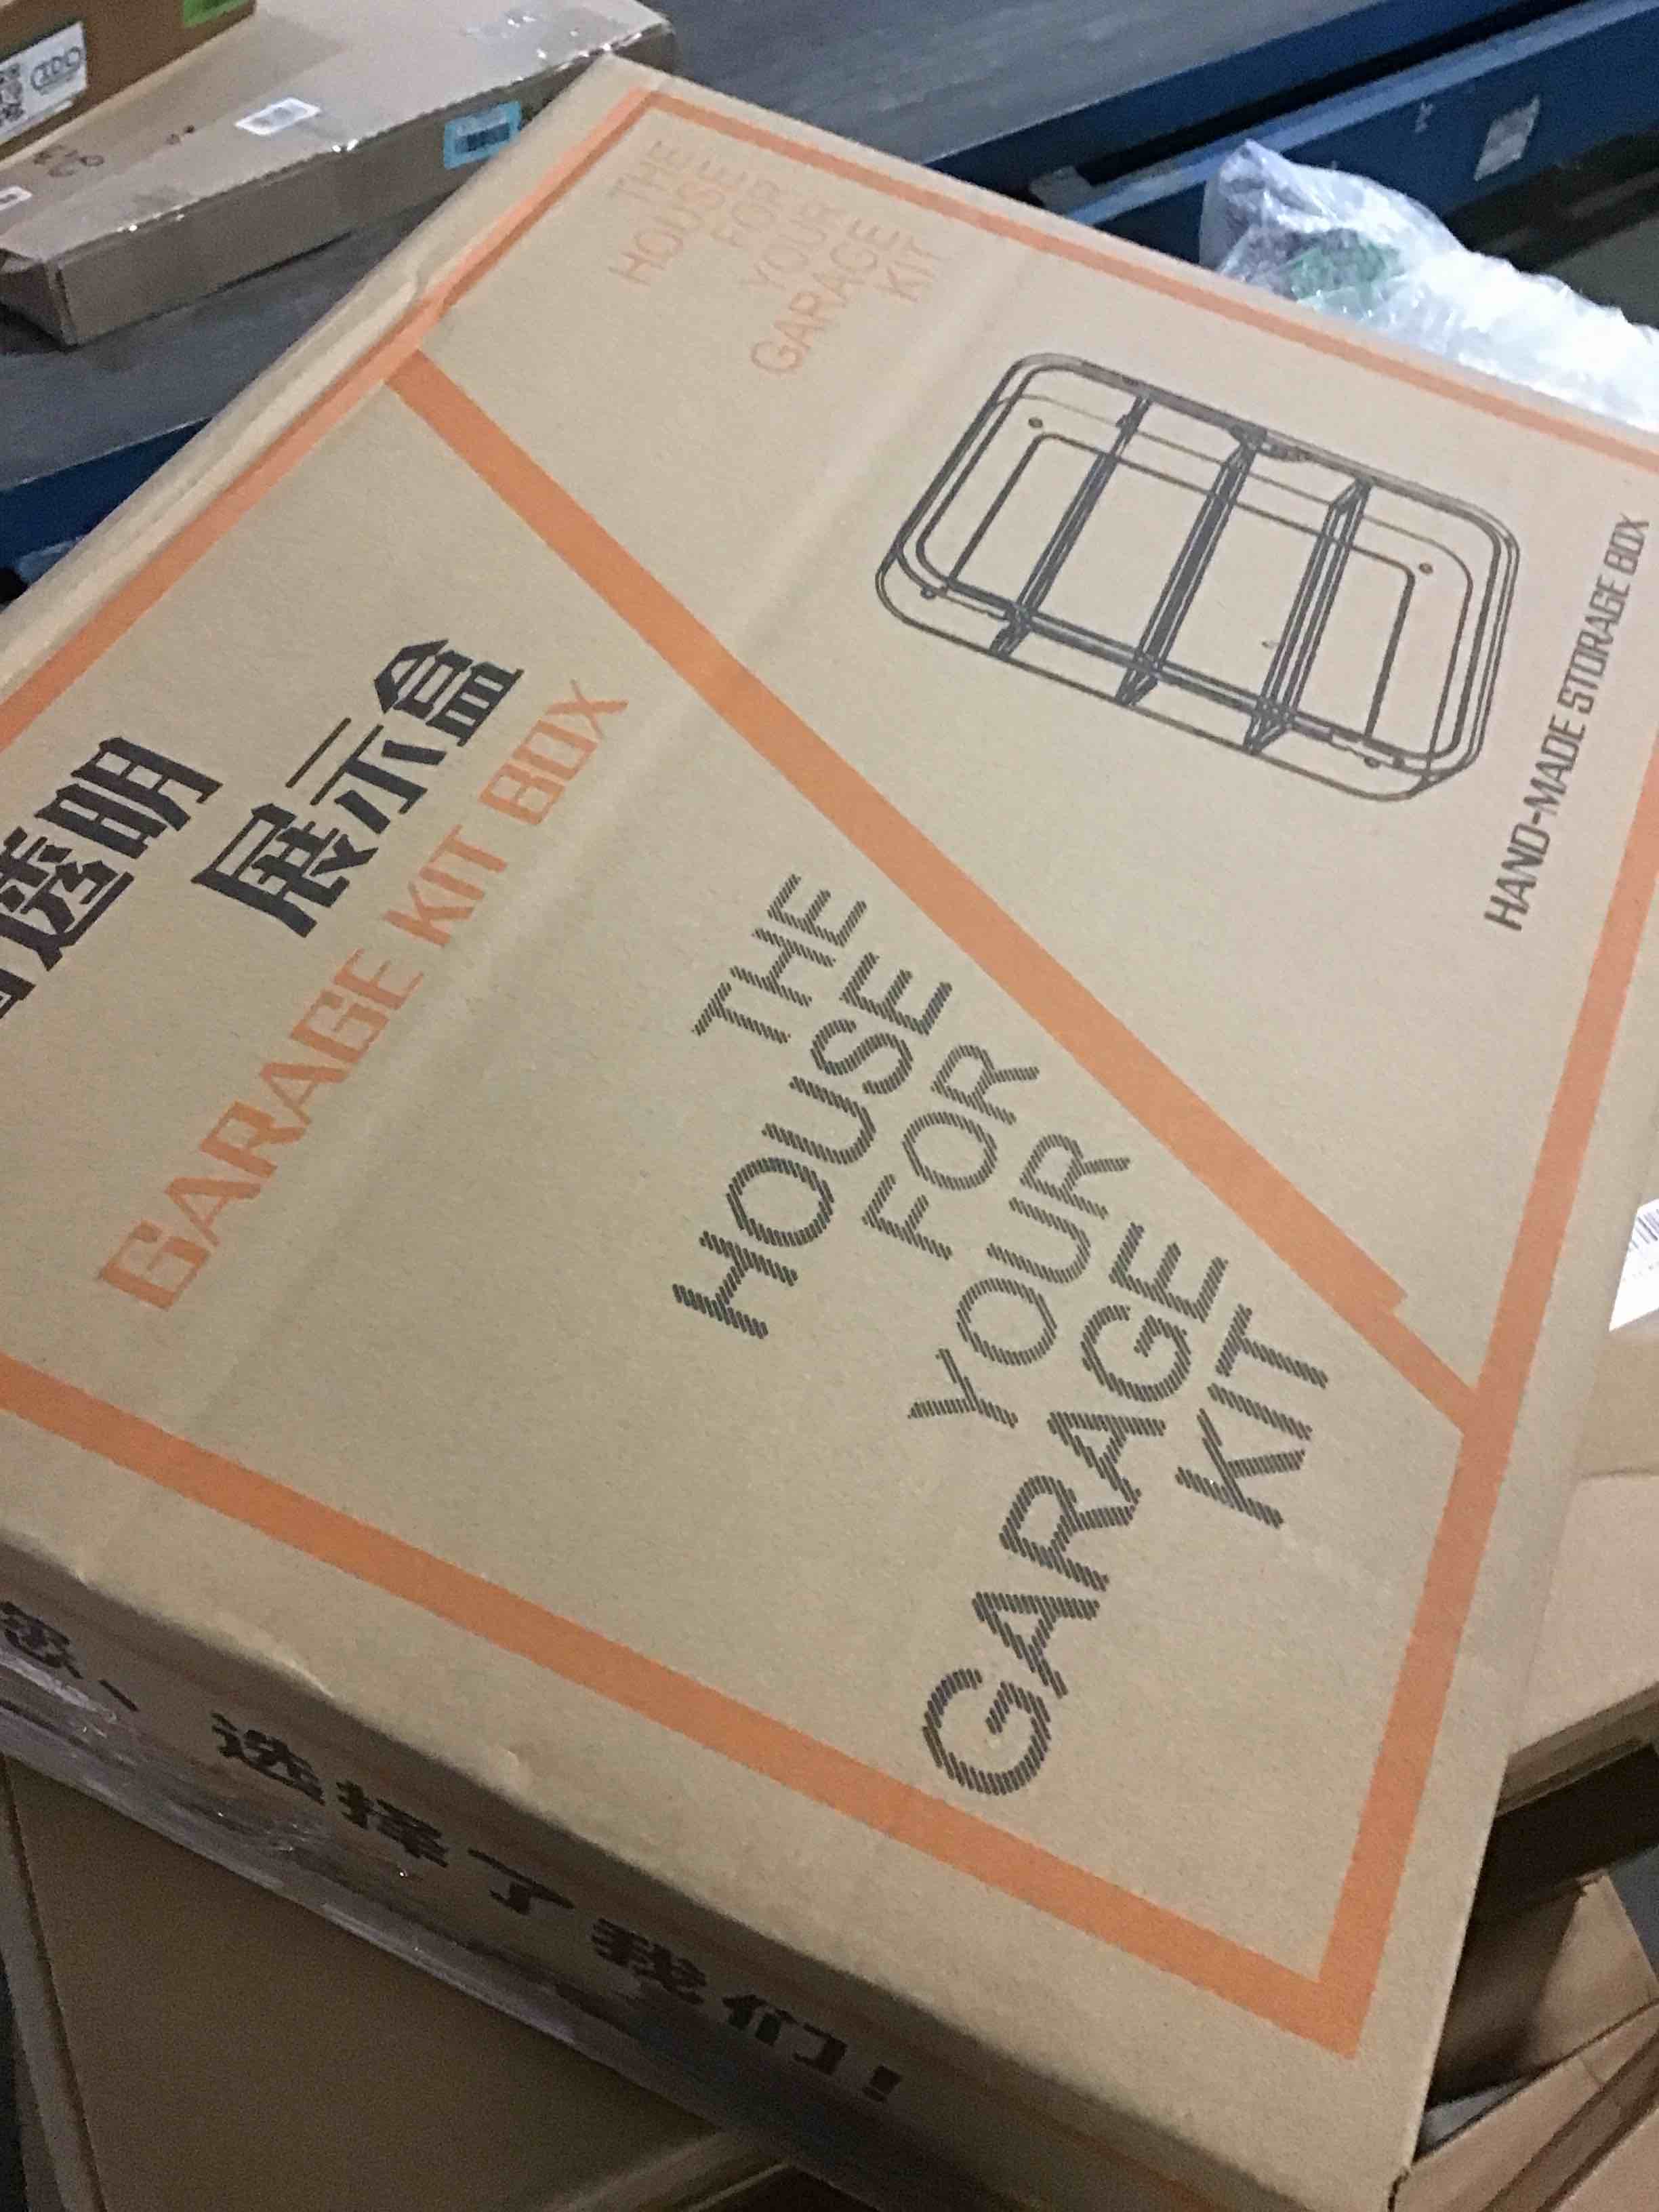 THE
HOUSE
FOR
YOUR
GARAGE
KIT
HAND-MADE STORAGE BOX
透明
展示盒
GARAGE KIT BOX
THE
HOUSE
FOR
YOUR
GARAGE
KIT
您、选择了我们！